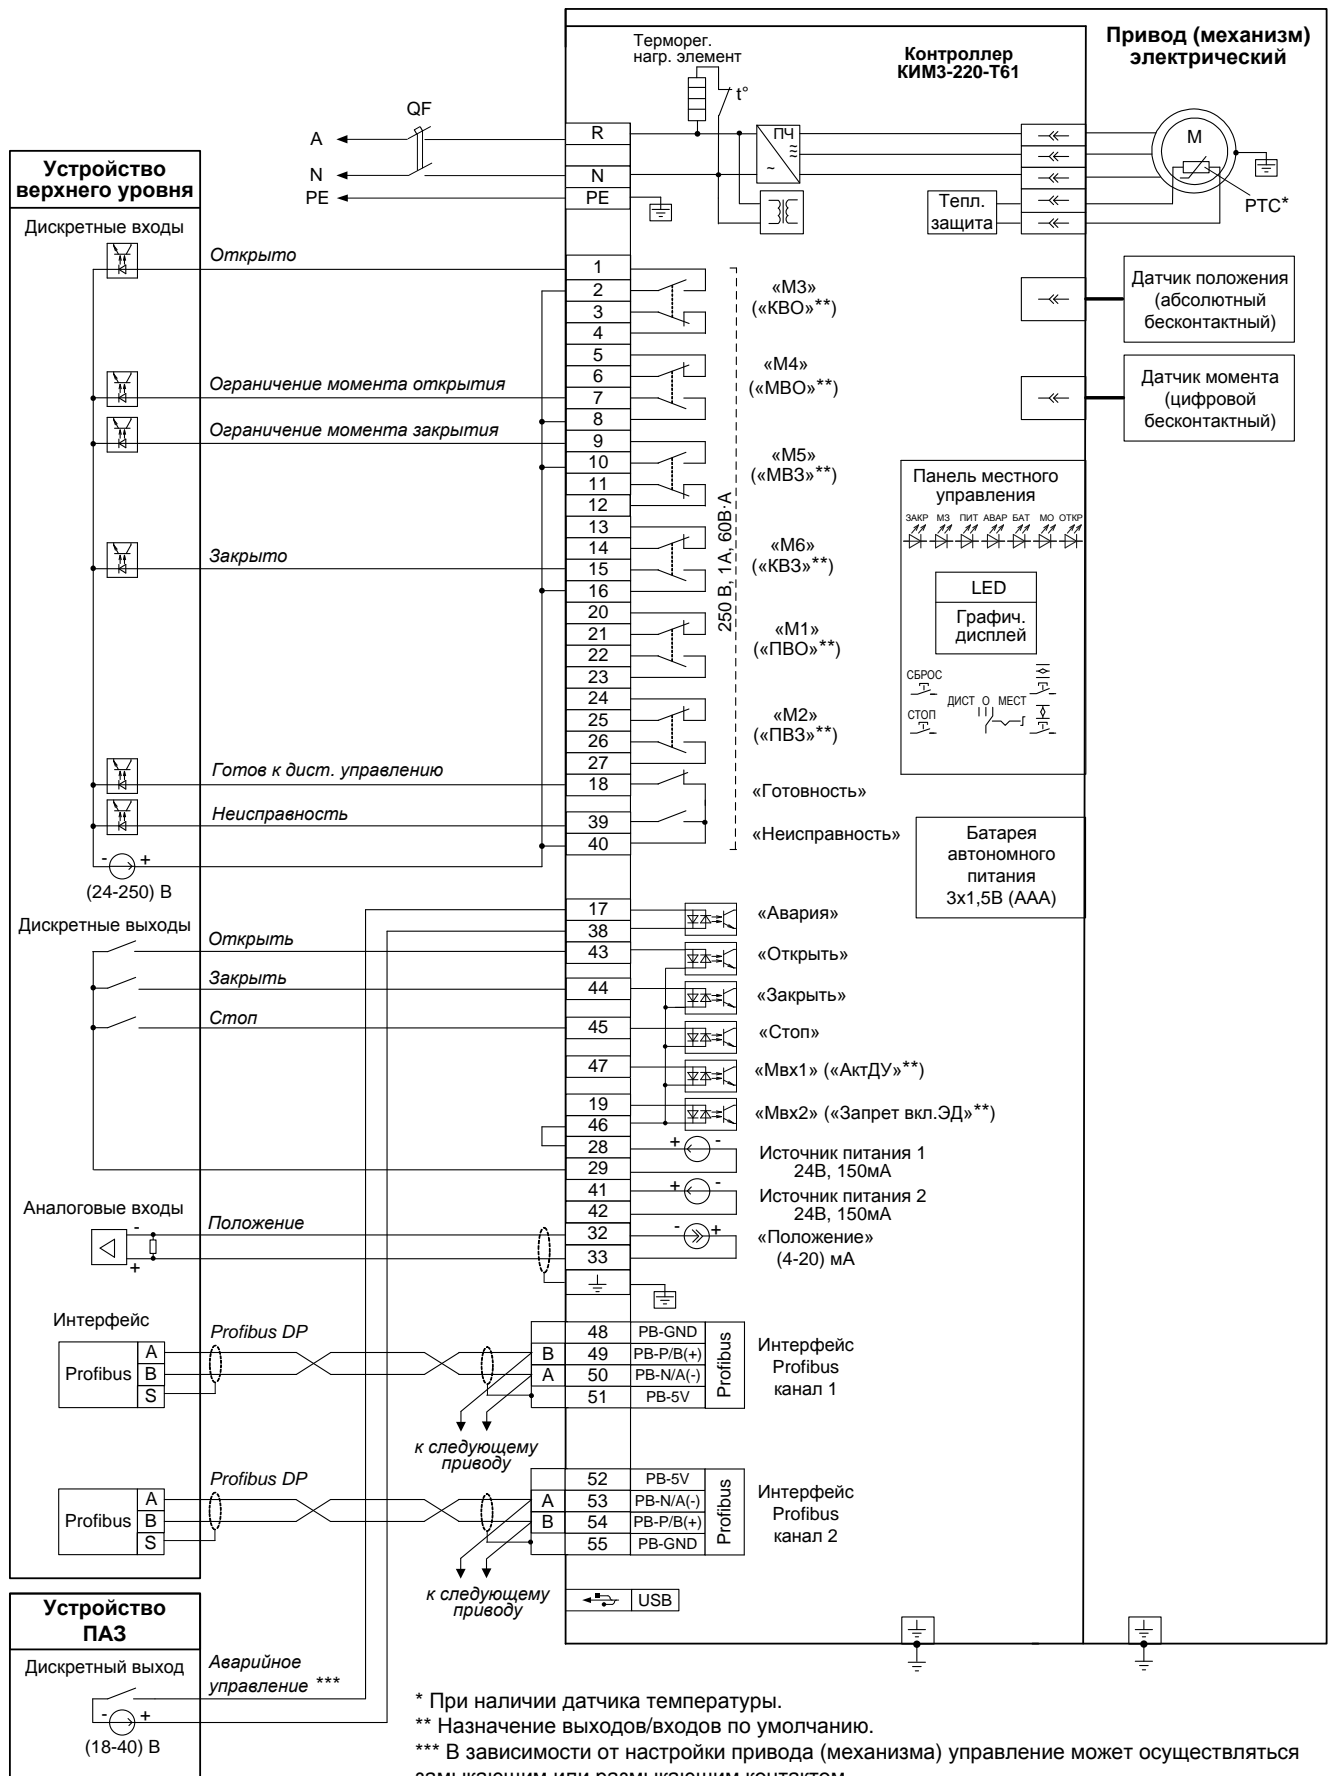 Привод (механизм)
электрический
Контроллер
КИМ3-220-Т61
Терморег.
нагр. элемент
t°
QF
A
N
PE
R
N
PE
ПЧ
≈
~
M
PTC*
Тепл.
защита
Устройство
верхнего уровня
Дискретные входы
Открыто
Ограничение момента открытия
Ограничение момента закрытия
Закрыто
Готов к дист. управлению
Неисправность
- +
(24-250) В
1
2
3
4
5
6
7
8
9
10
11
12
13
14
15
16
20
21
22
23
24
25
26
27
18
39
40
«М3»
(«КВО»**)
«М4»
(«МВО»**)
«М5»
(«МВЗ»**)
«М6»
(«КВЗ»**)
«М1»
(«ПВО»**)
«М2»
(«ПВЗ»**)
«Готовность»
«Неисправность»
250 В, 1А, 60В·А
Датчик положения
(абсолютный
бесконтактный)
Датчик момента
(цифровой
бесконтактный)
Панель местного
управления
ЗАКР МЗ ПИТ АВАР БАТ МО ОТКР
LED
Графич.
дисплей
СБРОС
СТОП
ДИСТ О МЕСТ
Батарея
автономного
питания
3x1,5В (ААА)
Дискретные выходы
Открыть
Закрыть
Стоп
17
38
43
44
45
47
19
46
28
29
41
42
32
33
«Авария»
«Открыть»
«Закрыть»
«Стоп»
«Мвх1» («АктДУ»**)
«Мвх2» («Запрет вкл.ЭД»**)
+ -
Источник питания 1
24В, 150мА
+ -
Источник питания 2
24В, 150мА
- +
«Положение»
(4-20) мА
Аналоговые входы
Положение
-
+
Интерфейс
Profibus
A
B
S
Profibus DP
B
A
48 PB-GND
49 PB-P/B(+)
50 PB-N/A(-)
51 PB-5V
Profibus
Интерфейс
Profibus
канал 1
к следующему
приводу
Profibus
A
B
S
Profibus DP
A
B
52 PB-5V
53 PB-N/A(-)
54 PB-P/B(+)
55 PB-GND
Profibus
Интерфейс
Profibus
канал 2
к следующему
приводу
USB
Устройство
ПАЗ
Дискретный выход
Аварийное
управление ***
- +
(18-40) В
* При наличии датчика температуры.
** Назначение выходов/входов по умолчанию.
*** В зависимости от настройки привода (механизма) управление может осуществляться
замыкающим или размыкающим контактом